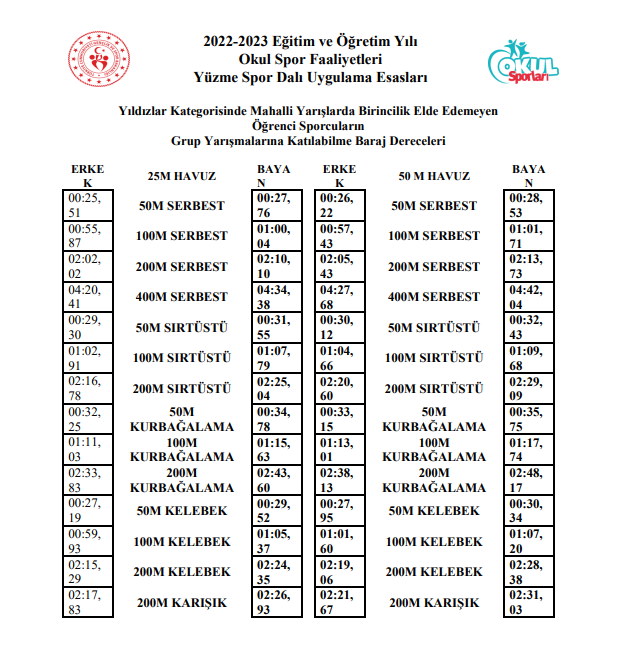 2022-2023 Eğitim ve Öğretim Yılı
Okul Spor Faaliyetleri
Yüzme Spor Dalı Uygulama Esasları
OKUL
Sporları
Yıldızlar Kategorisinde Mahalli Yarışlarda Birincilik Elde Edemeyen
Öğrenci Sporcuların
Grup Yarışmalarına Katılabilme Baraj Dereceleri
ERKEK 25M HAVUZ BAYAN ERKEK 50 M HAVUZ BAYAN
00:25,51 50M SERBEST 00:27,76 00:26,22 50M SERBEST 00:28,53
00:55,87 100M SERBEST 01:00,04 00:57,43 100M SERBEST 01:01,71
02:02,02 200M SERBEST 02:10,10 02:05,43 200M SERBEST 02:13,73
04:20,41 400M SERBEST 04:34,38 04:27,68 400M SERBEST 04:42,04
00:29,30 50M SIRTÜSTÜ 00:31,55 00:30,12 50M SIRTÜSTÜ 00:32,43
01:02,91 100M SIRTÜSTÜ 01:07,79 01:04,66 100M SIRTÜSTÜ 01:09,68
02:16,78 200M SIRTÜSTÜ 02:25,04 02:20,60 200M SIRTÜSTÜ 02:29,09
00:32,25 50M KURBAĞALAMA 00:34,78 00:33,15 50M KURBAĞALAMA 00:35,75
01:11,03 100M KURBAĞALAMA 01:15,63 01:13,01 100M KURBAĞALAMA 01:17,74
02:33,83 200M KURBAĞALAMA 02:43,60 02:38,13 200M KURBAĞALAMA 02:48,17
00:27,19 50M KELEBEK 00:29,52 00:27,95 50M KELEBEK 00:30,34
00:59,93 100M KELEBEK 01:05,37 01:01,60 100M KELEBEK 01:07,20
02:15,29 200M KELEBEK 02:24,35 02:19,06 200M KELEBEK 02:28,38
02:17,83 200M KARIŞIK 02:26,93 02:21,67 200M KARIŞIK 02:31,03